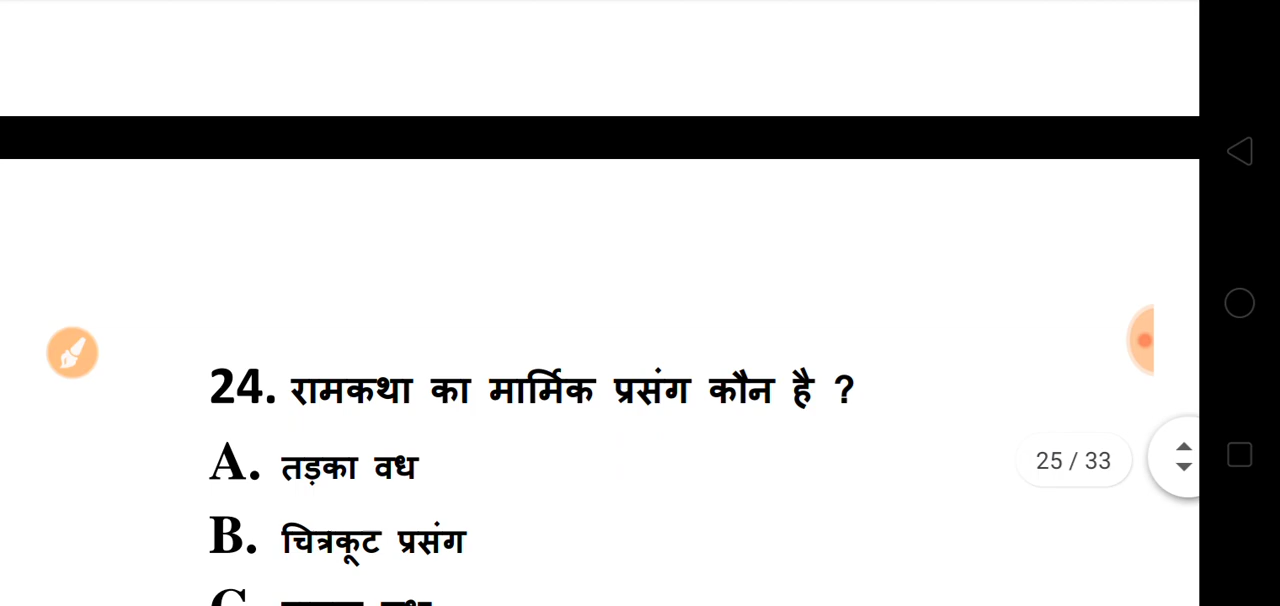 24. रामकथा का मार्मिक प्रसंग कौन है ?
A. तड़का वध
25 / 33
B. चित्रकूट प्रसंग